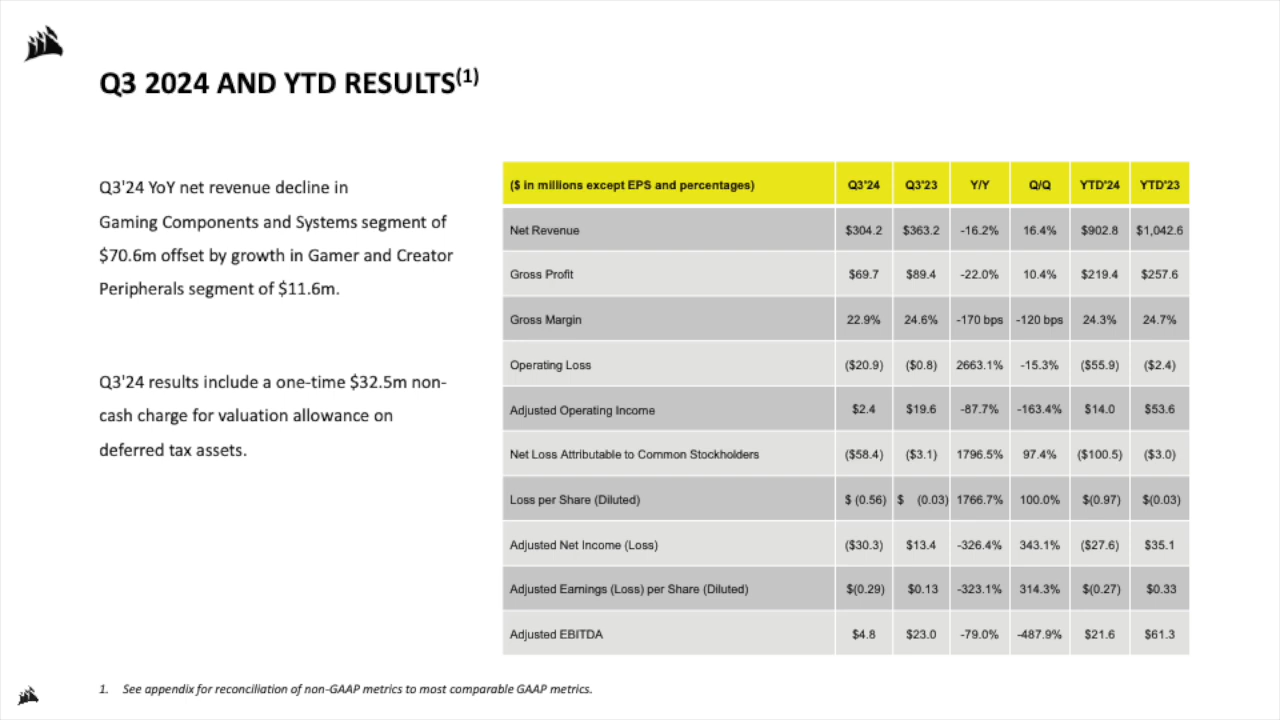 Q3 2024 AND YTD RESULTS(1)
Q3'24 YoY net revenue decline in
Gaming Components and Systems segment of
$70.6m offset by growth in Gamer and Creator
Peripherals segment of $11.6m.
Q3'24 results include a one-time $32.5m non-
cash charge for valuation allowance on
deferred tax assets.
($ in millions except EPS and percentages) Q3'24 Q3'23 Y/Y Q/Q YTD'24 YTD'23
Net Revenue $304.2 $363.2 -16.2% 16.4% $902.8 $1,042.6
Gross Profit $69.7 $89.4 -22.0% 10.4% $219.4 $257.6
Gross Margin 22.9% 24.6% -170 bps -120 bps 24.3% 24.7%
Operating Loss ($20.9) ($0.8) 2663.1% -15.3% ($55.9) ($2.4)
Adjusted Operating Income $2.4 $19.6 -87.7% -163.4% $14.0 $53.6
Net Loss Attributable to Common Stockholders ($58.4) ($3.1) 1796.5% 97.4% ($100.5) ($3.0)
Loss per Share (Diluted) $ (0.56) $ (0.03) 1766.7% 100.0% $(0.97) $(0.03)
Adjusted Net Income (Loss) ($30.3) $13.4 -326.4% 343.1% ($27.6) $35.1
Adjusted Earnings (Loss) per Share (Diluted) $(0.29) $0.13 -323.1% 314.3% $(0.27) $0.33
Adjusted EBITDA $4.8 $23.0 -79.0% -487.9% $21.6 $61.3
1. See appendix for reconciliation of non-GAAP metrics to most comparable GAAP metrics.